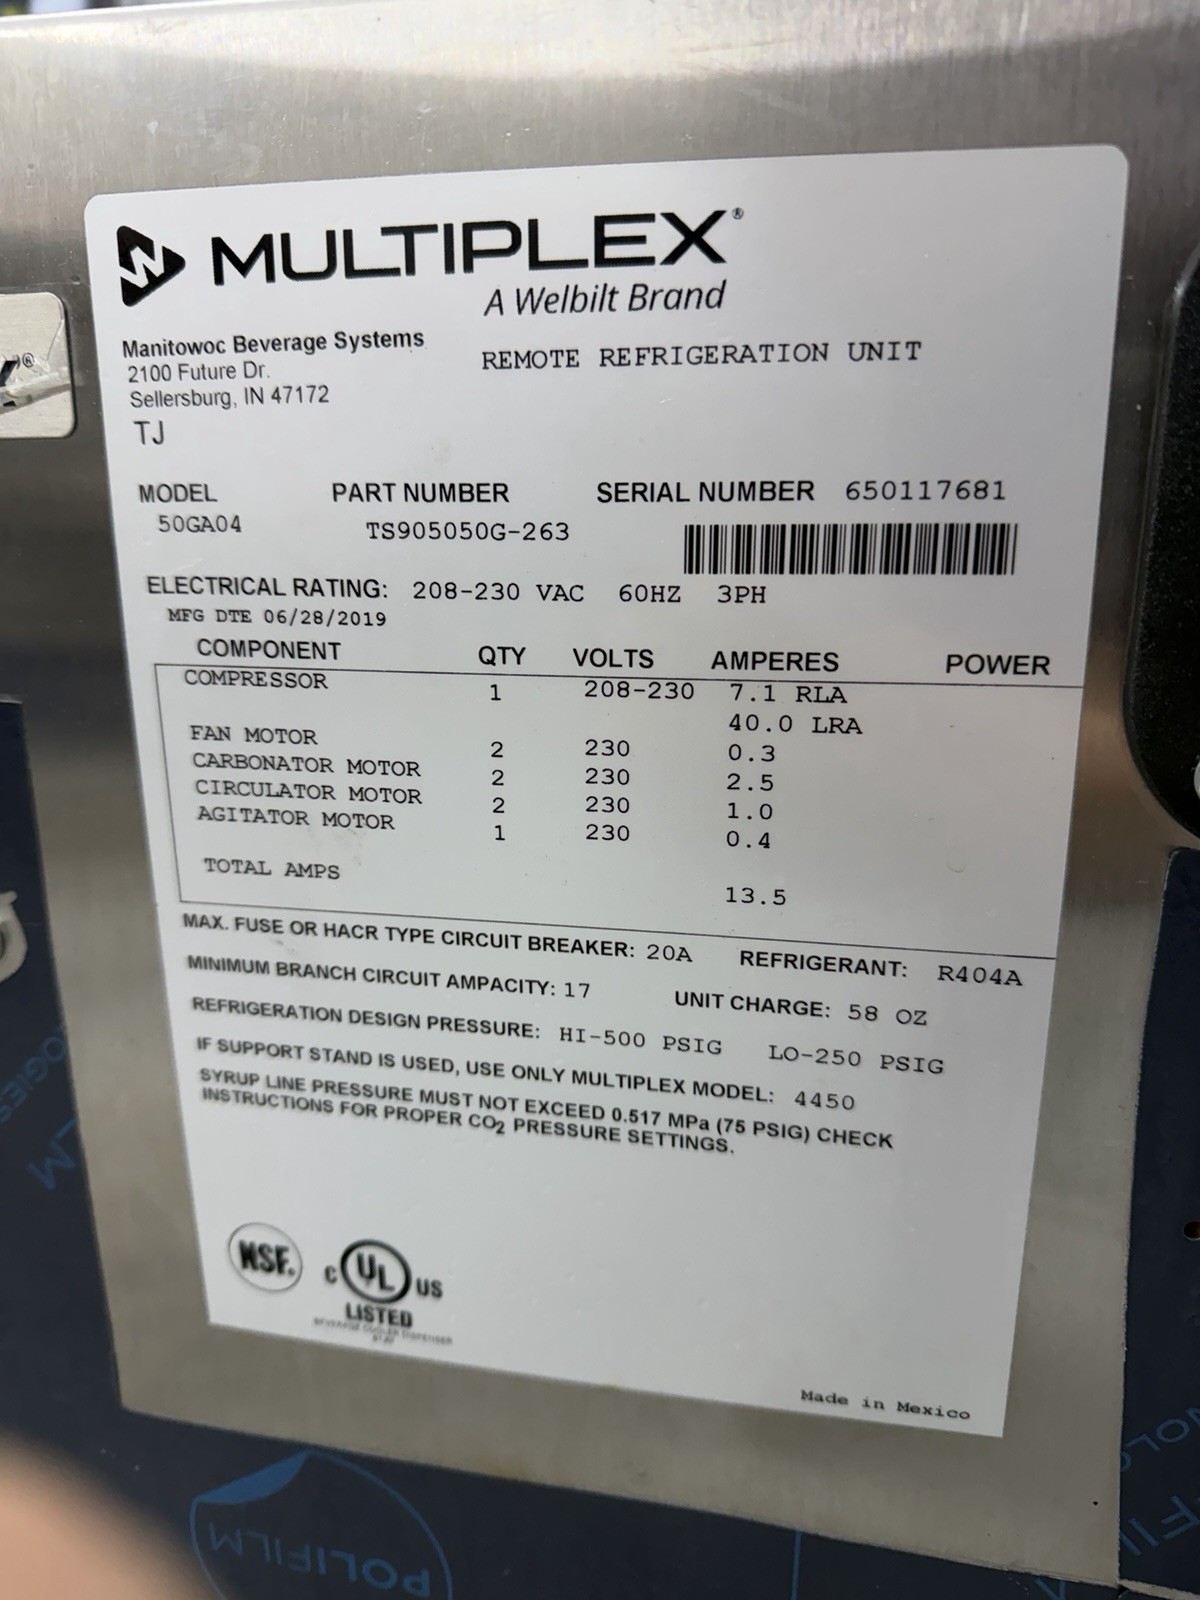 MULTIPLEX®
A Welbilt Brand
Manitowoc Beverage Systems
2100 Future Dr.
Sellersburg, IN 47172
TJ
REMOTE REFRIGERATION UNIT
MODEL PART NUMBER SERIAL NUMBER 650117681
50GA04 TS905050G-263
ELECTRICAL RATING: 208-230 VAC 60HZ 3PH
MFG DTE 06/28/2019
COMPONENT QTY VOLTS AMPERES POWER
COMPRESSOR 1 208-230 7.1 RLA
40.0 LRA
FAN MOTOR 2 230 0.3
CARBONATOR MOTOR 2 230 2.5
CIRCULATOR MOTOR 2 230 1.0
AGITATOR MOTOR 1 230 0.4
TOTAL AMPS 13.5
MAX. FUSE OR HACR TYPE CIRCUIT BREAKER: 20A REFRIGERANT: R404A
MINIMUM BRANCH CIRCUIT AMPACITY: 17 UNIT CHARGE: 58 OZ
REFRIGERATION DESIGN PRESSURE: HI-500 PSIG LO-250 PSIG
IF SUPPORT STAND IS USED, USE ONLY MULTIPLEX MODEL: 4450
SYRUP LINE PRESSURE MUST NOT EXCEED 0.517 MPa (75 PSIG) CHECK
INSTRUCTIONS FOR PROPER CO2 PRESSURE SETTINGS.
NSF.
C UL US
LISTED
BEVERAGE COOLER DISPENSER
Made in Mexico
POLIFILM